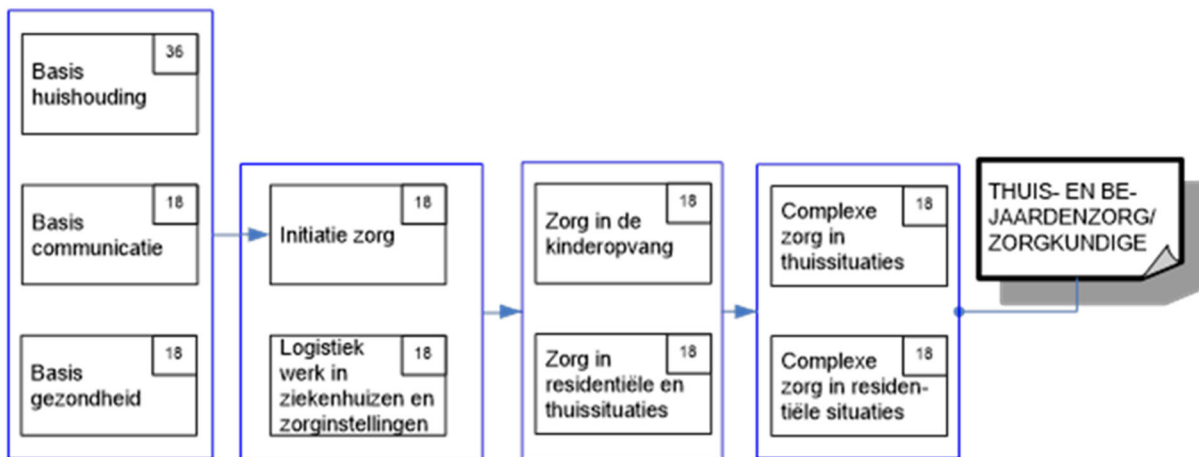 36
Basis
huishouding
18
Basis
communicatie
18
Basis
gezondheid
18
Initiatie zorg
18
Logistiek
werk in
ziekenhuizen en
zorginstellingen
18
Zorg in de
kinderopvang
18
Zorg in
residentiële en
thuissituaties
18
Complexe
zorg in
thuissituaties
18
Complexe
zorg in residen-
tiële situaties
THUIS- EN BE-
JAARDENZORG/
ZORGKUNDIGE